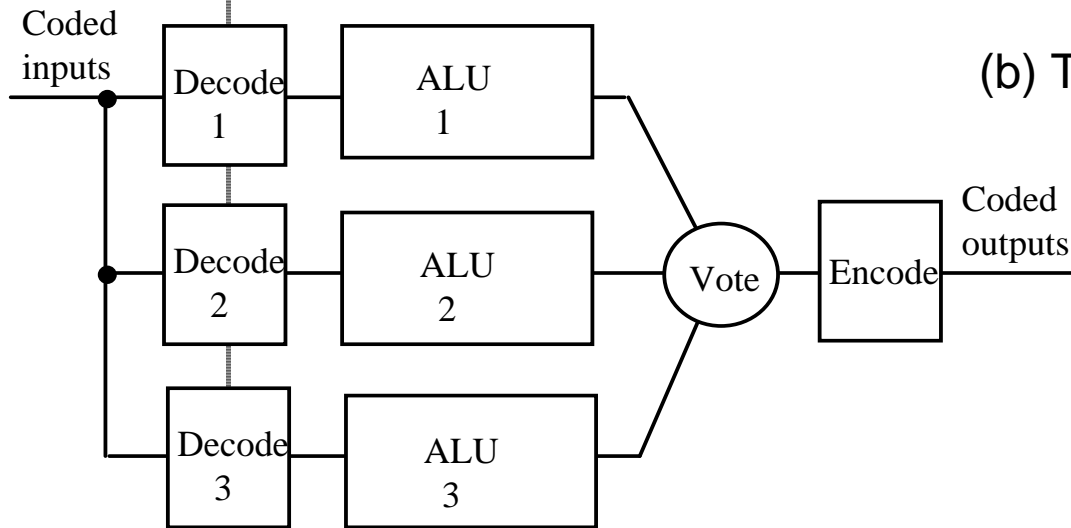 Coded
inputs
Decode
1
ALU
1
(b) T
Decode
2
ALU
2
Vote
Encode
Coded
outputs
Decode
3
ALU
3